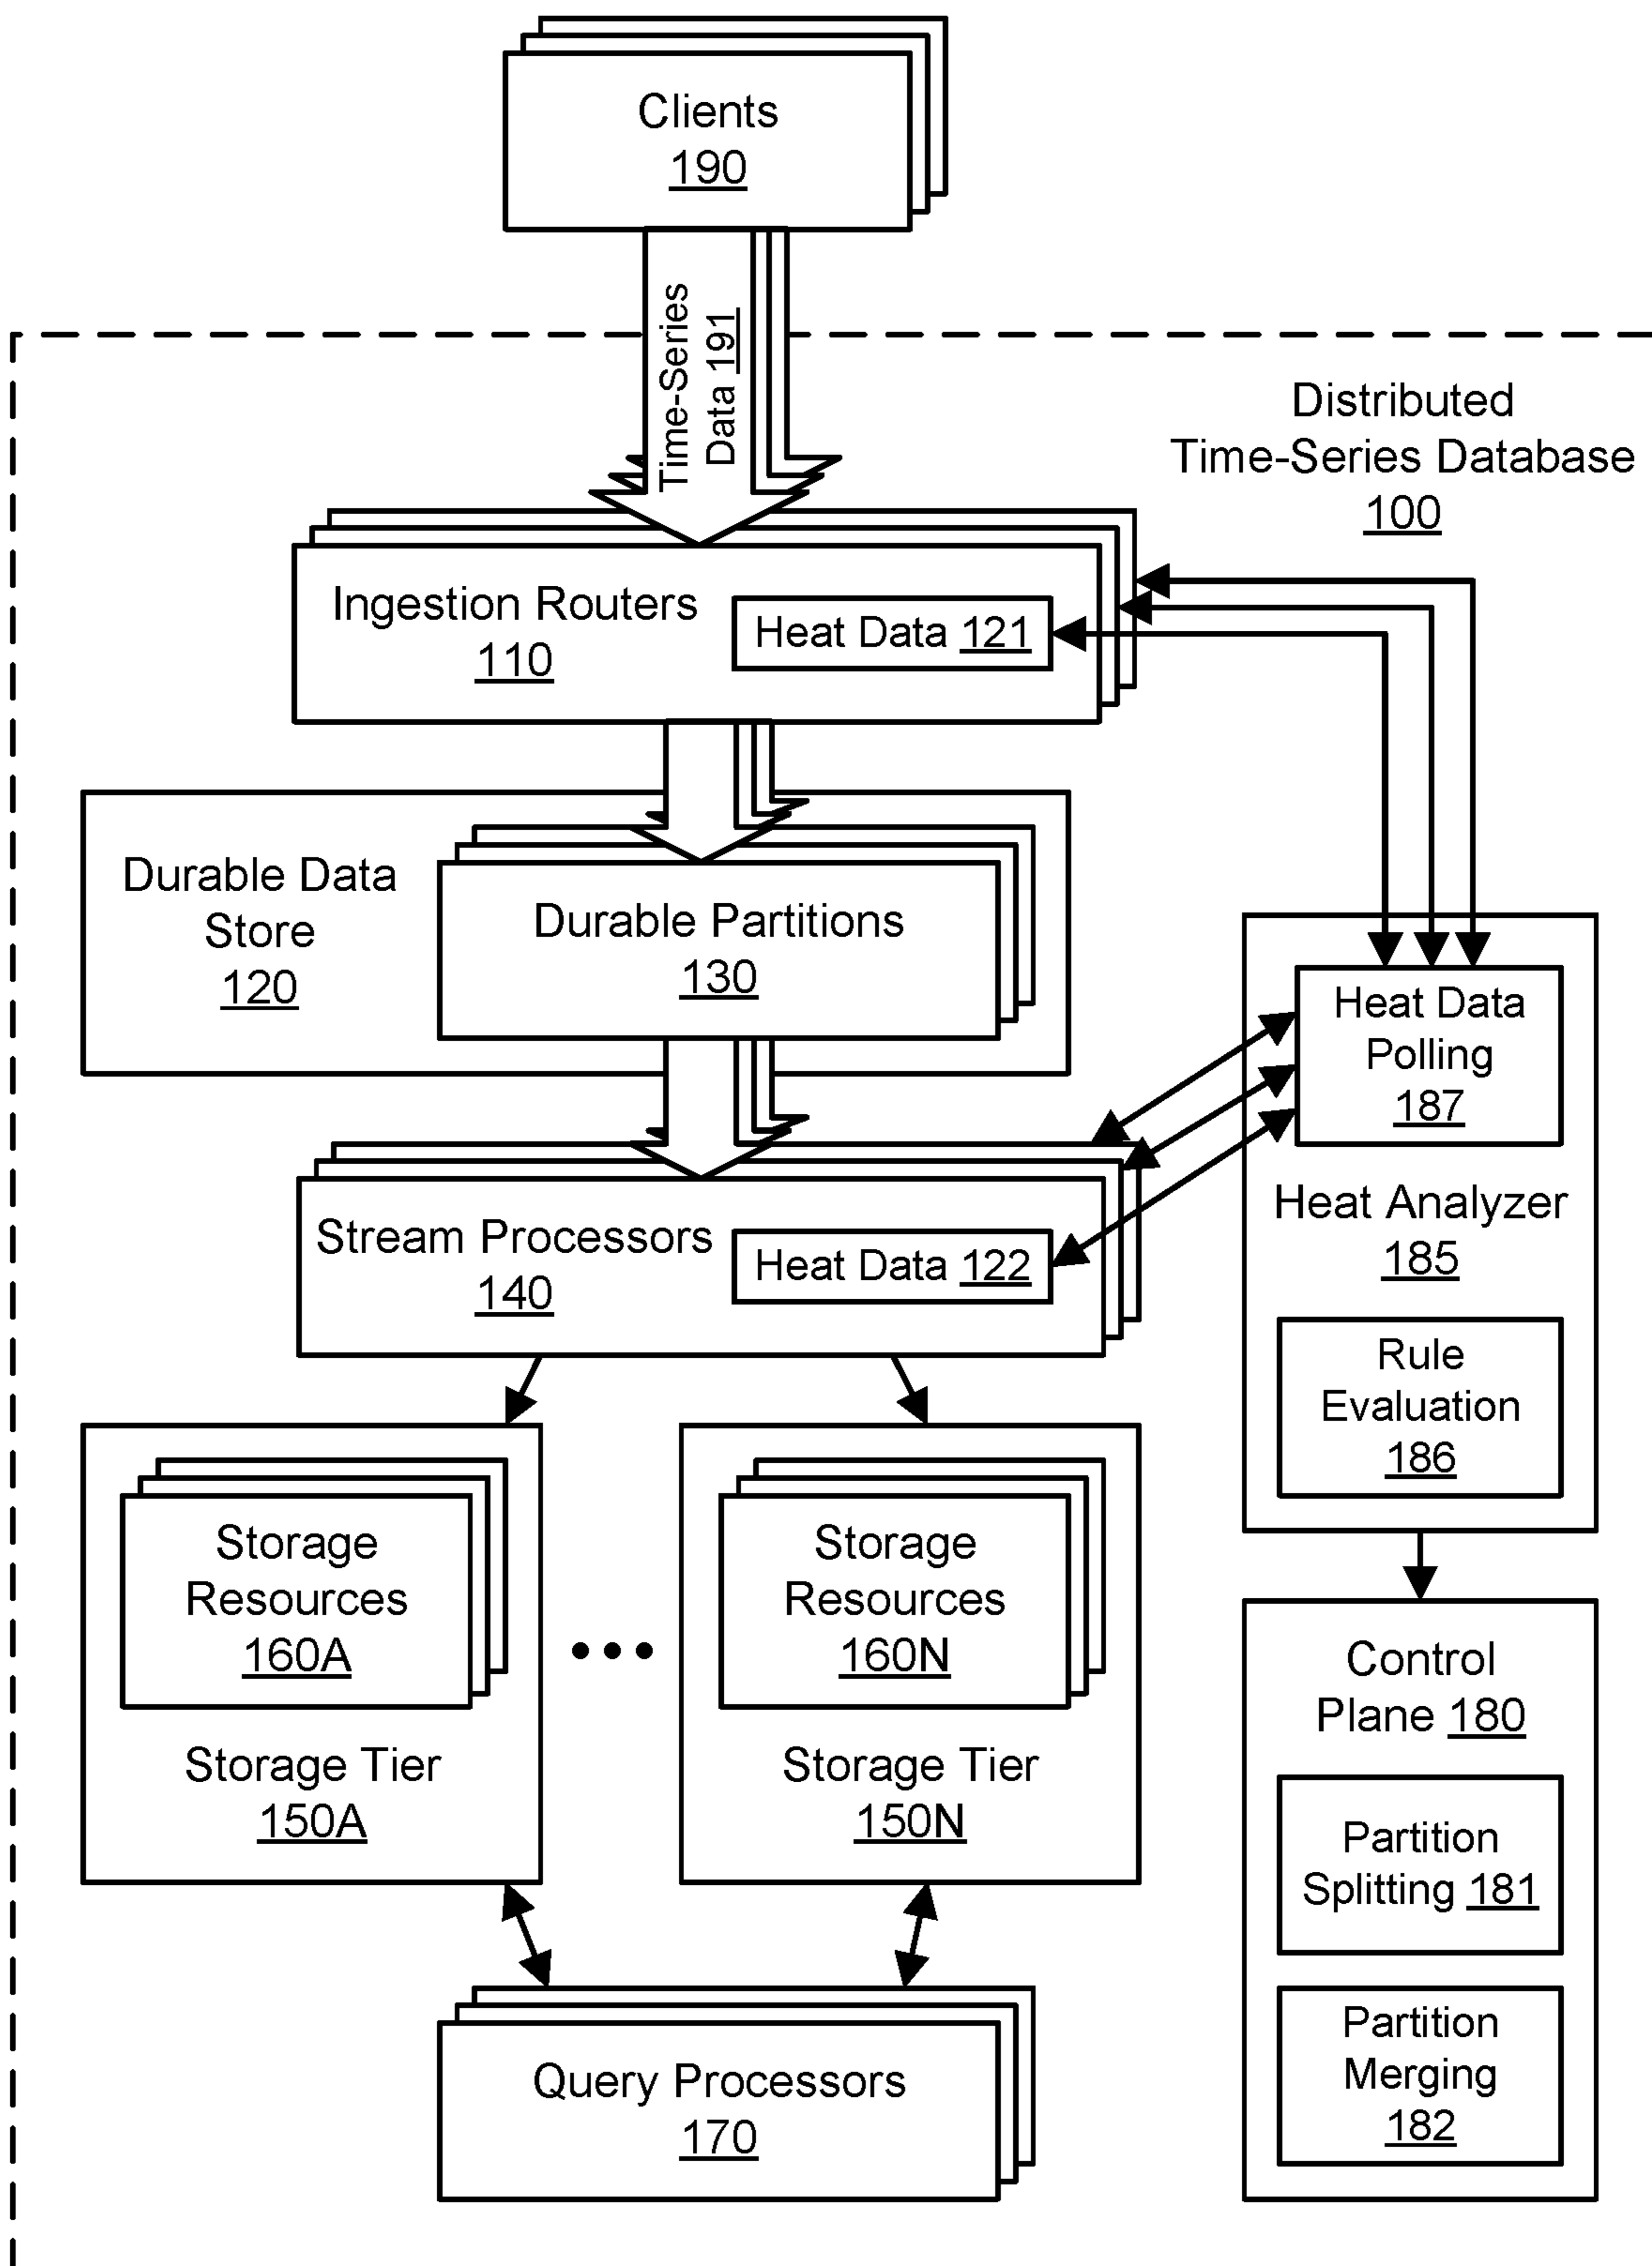 Clients
190
Time-Series
Data 191
Distributed
Time-Series Database
100
Ingestion Routers
110
Heat Data 121
Durable Data
Store
120
Durable Partitions
130
Heat Data
Polling
187
Heat Analyzer
185
Rule
Evaluation
186
Stream Processors
140
Heat Data 122
Storage
Resources
160A
Storage Tier
150A
Storage
Resources
160N
Storage Tier
150N
Control
Plane 180
Partition
Splitting 181
Partition
Merging
182
Query Processors
170